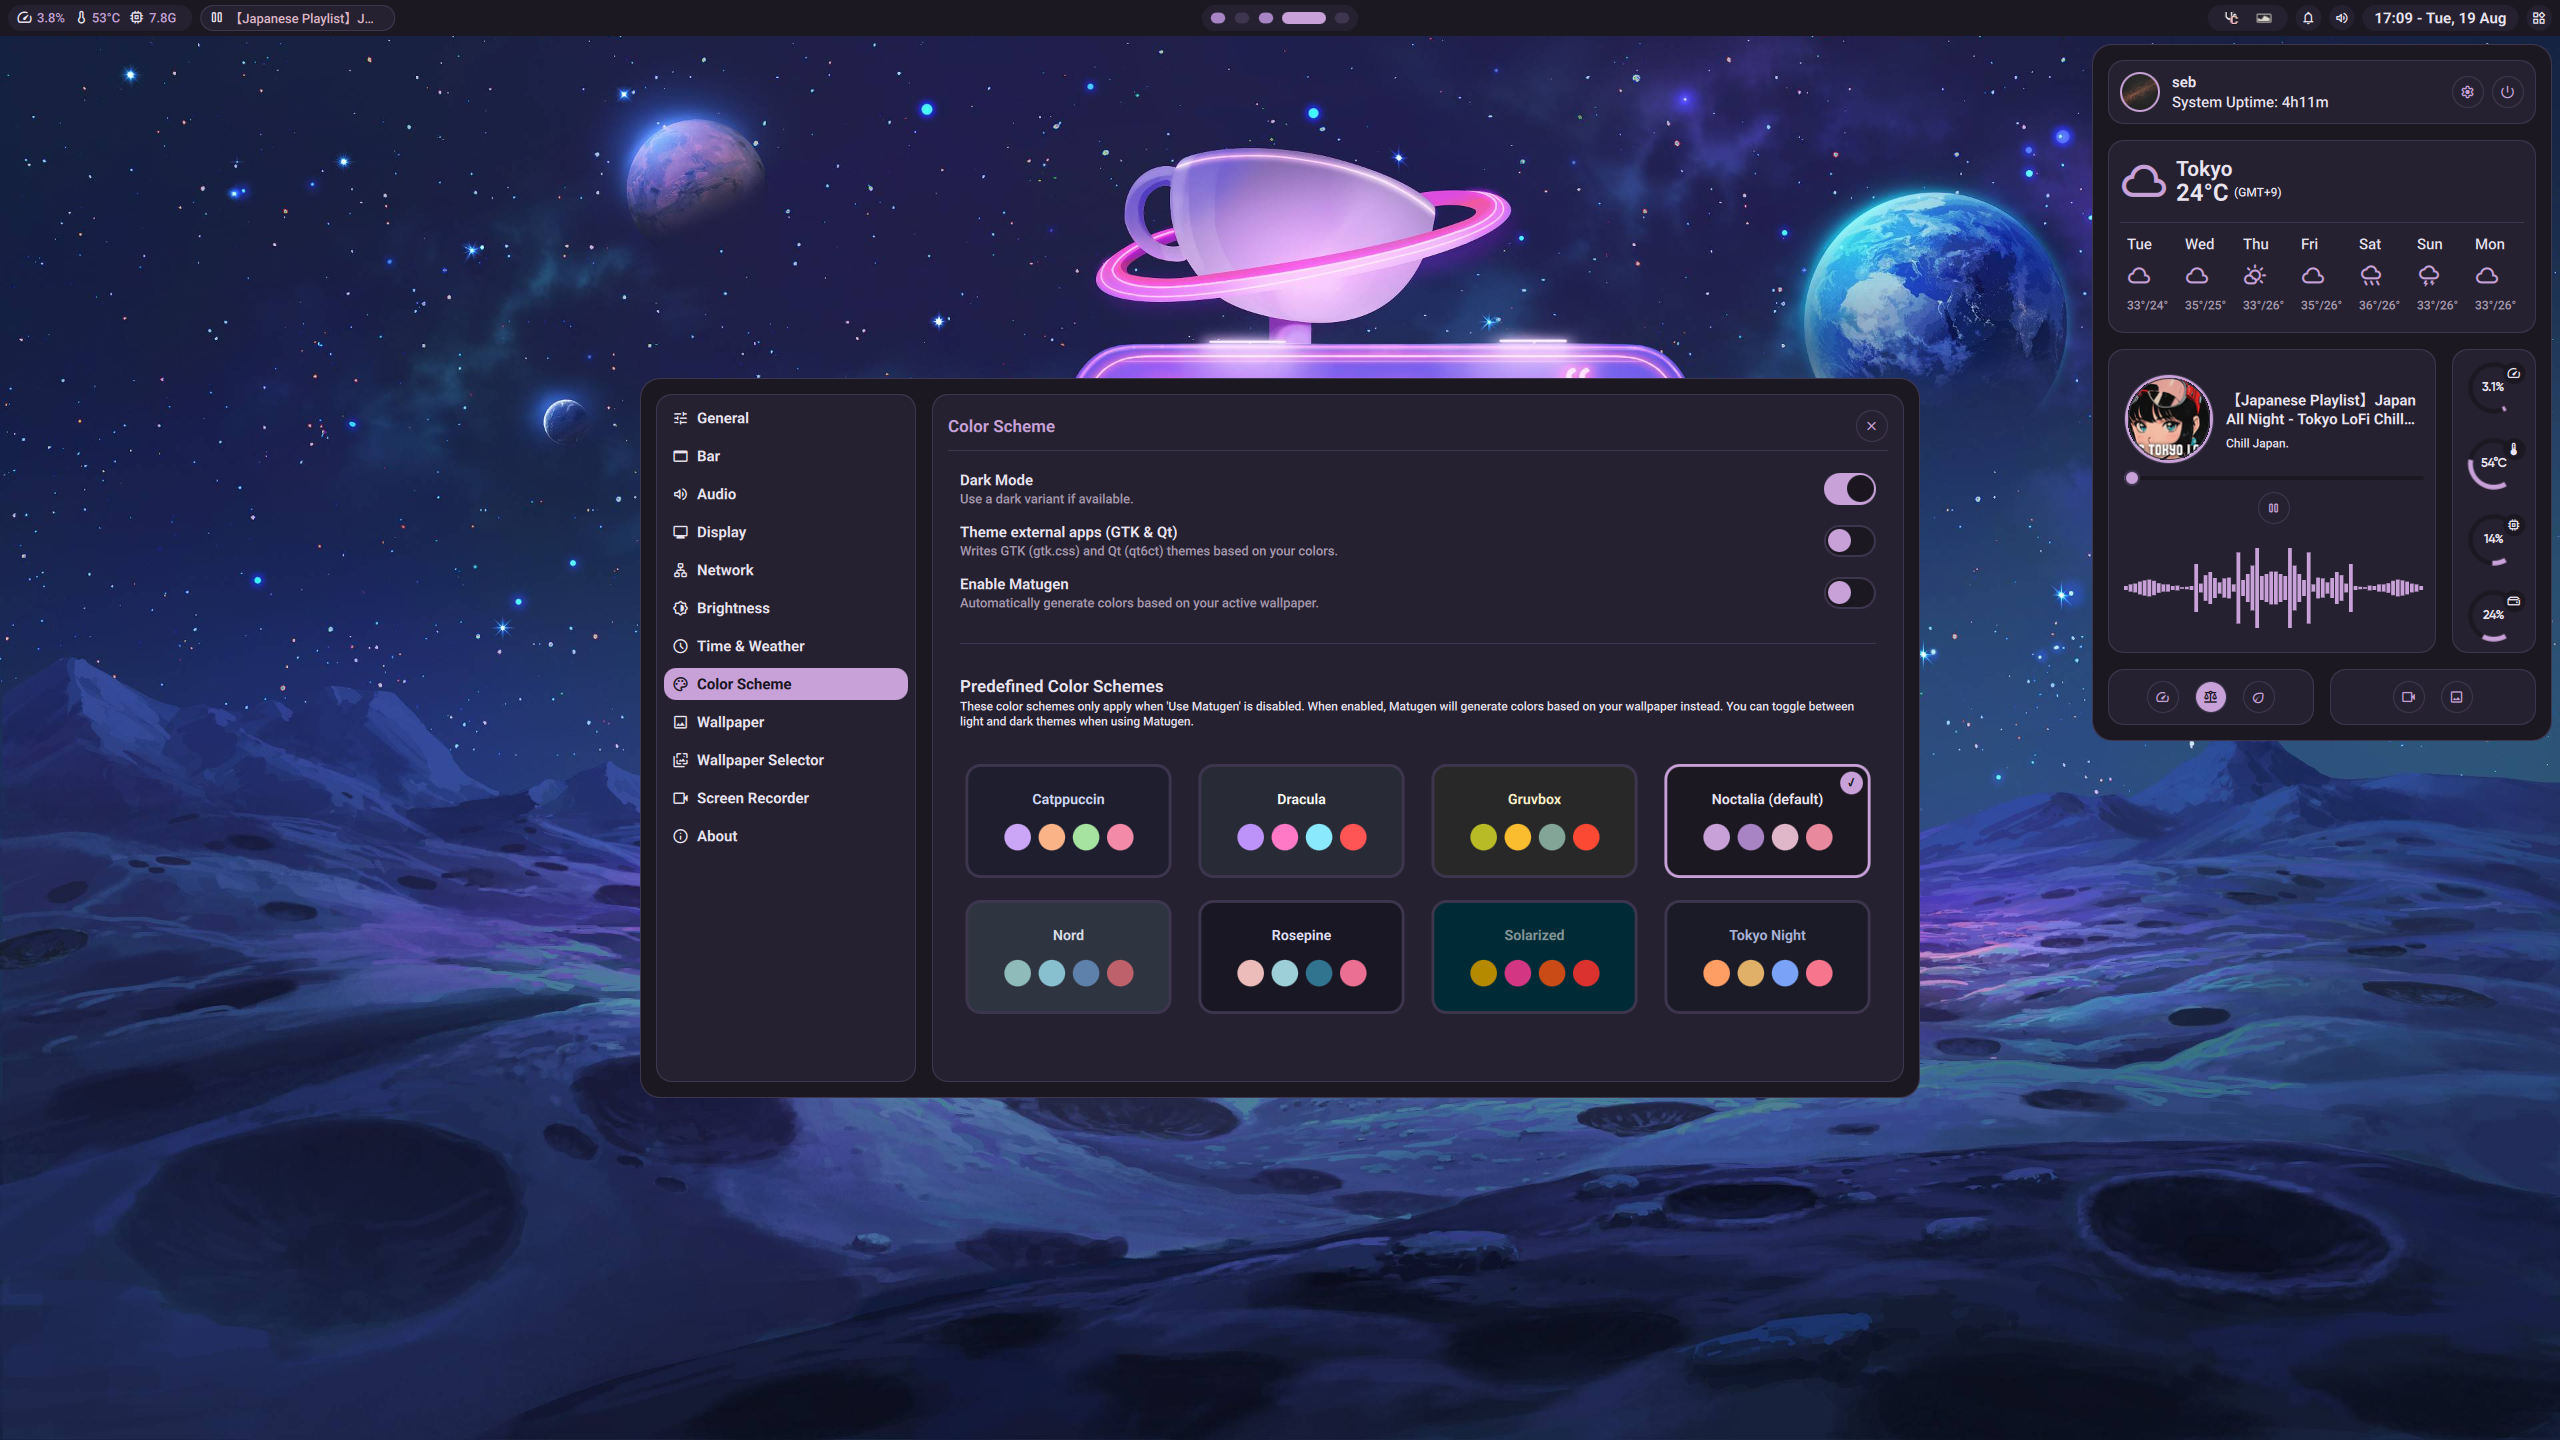 3.8% 53°C 7.8G 【Japanese Playlist】J...
17:09 - Tue, 19 Aug
General
Bar
Audio
Display
Network
Brightness
Time & Weather
Color Scheme
Wallpaper
Wallpaper Selector
Screen Recorder
About
Color Scheme
Dark Mode
Use a dark variant if available.
Theme external apps (GTK & Qt)
Writes GTK (gtk.css) and Qt (qt6ct) themes based on your colors.
Enable Matugen
Automatically generate colors based on your active wallpaper.
Predefined Color Schemes
These color schemes only apply when 'Use Matugen' is disabled. When enabled, Matugen will generate colors based on your wallpaper instead. You can toggle between
light and dark themes when using Matugen.
Catppuccin
Dracula
Gruvbox
Noctalia (default)
Nord
Rosepine
Solarized
Tokyo Night
seb
System Uptime: 4h11m
Tokyo
24°C (GMT+9)
Tue Wed Thu Fri Sat Sun Mon
33°/24° 35°/25° 33°/26° 35°/26° 36°/26° 33°/26° 33°/26°
【Japanese Playlist】Japan
All Night - Tokyo LoFi Chill...
Chill Japan.
3.1%
54°C
14%
24%